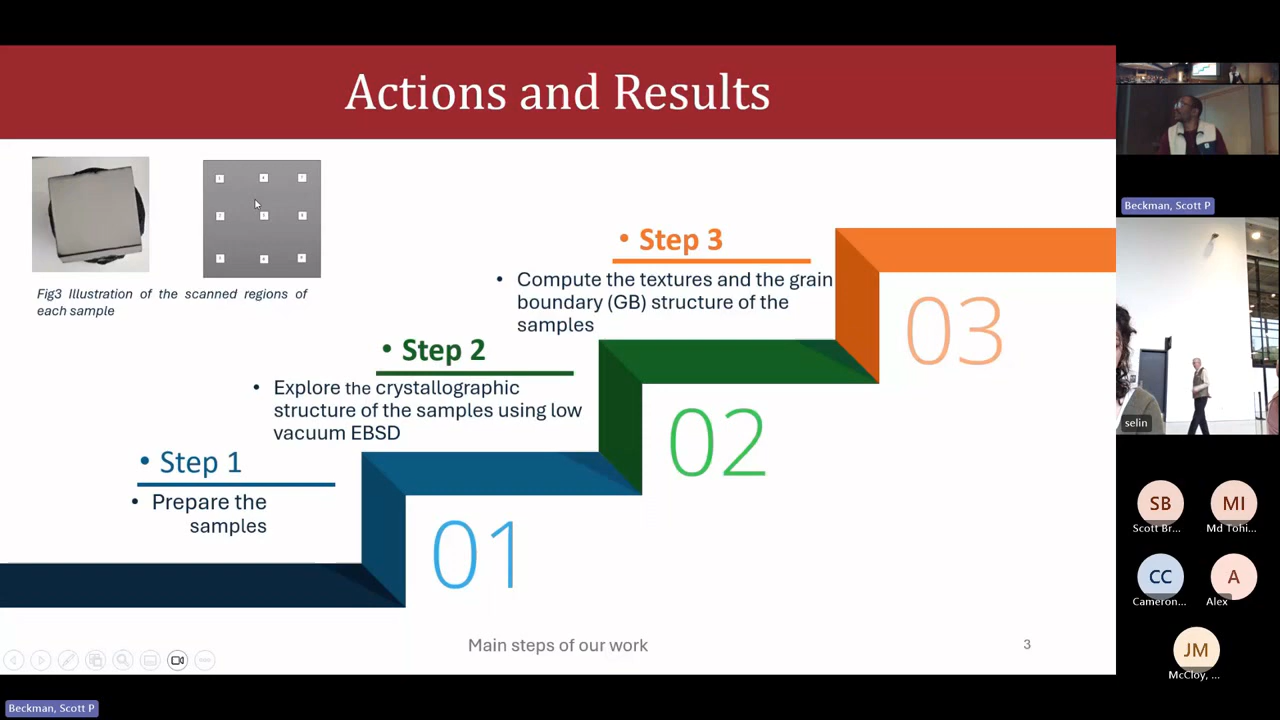 Actions and Results
Fig3 Illustration of the scanned regions of
each sample
• Step 3
• Compute the textures and the grain
boundary (GB) structure of the
samples
03
• Step 2
• Explore the crystallographic
structure of the samples using low
vacuum EBSD
02
• Step 1
• Prepare the
samples
01
Main steps of our work
3
Beckman, Scott P
Beckman, Scott P
selin
SB
Scott Br...
MI
Md Tohi...
CC
Cameron...
A
Alex
JM
McCloy, ...